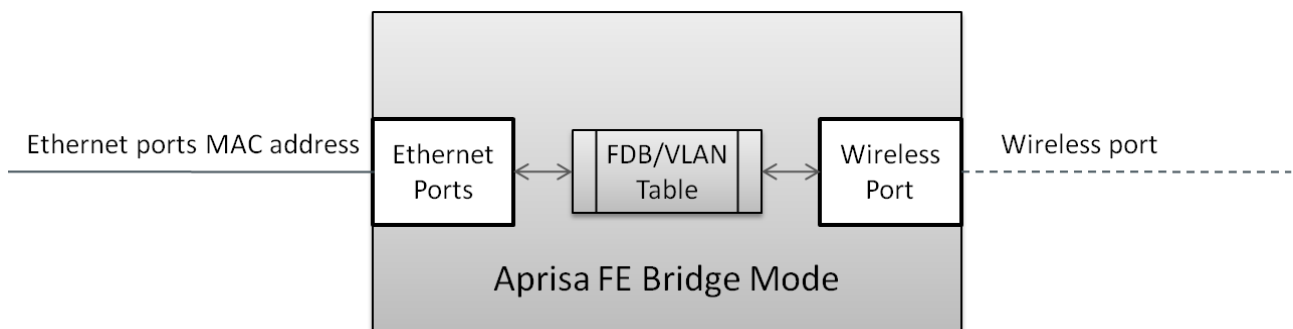 Ethernet ports MAC address
Ethernet
Ports
FDB/VLAN
Table
Wireless
Port
Wireless port
Aprisa FE Bridge Mode